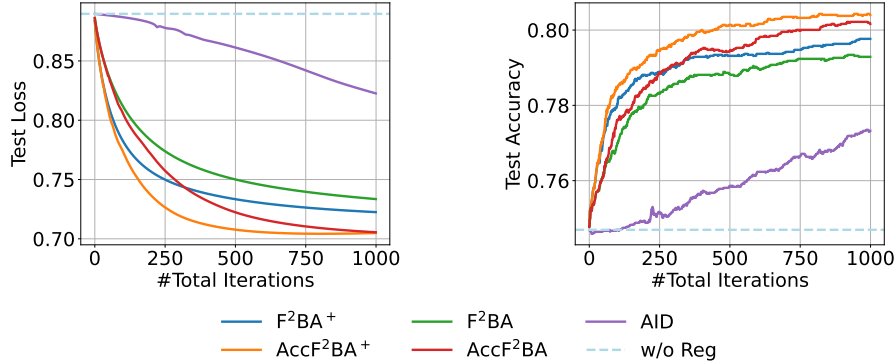 Test Loss
0.85
0.80
0.75
0.70
0 250 500 750 1000
#Total Iterations
Test Accuracy
0.80
0.78
0.76
0 250 500 750 1000
#Total Iterations
F²BA⁺ F²BA AID
AccF²BA⁺ AccF²BA w/o Reg